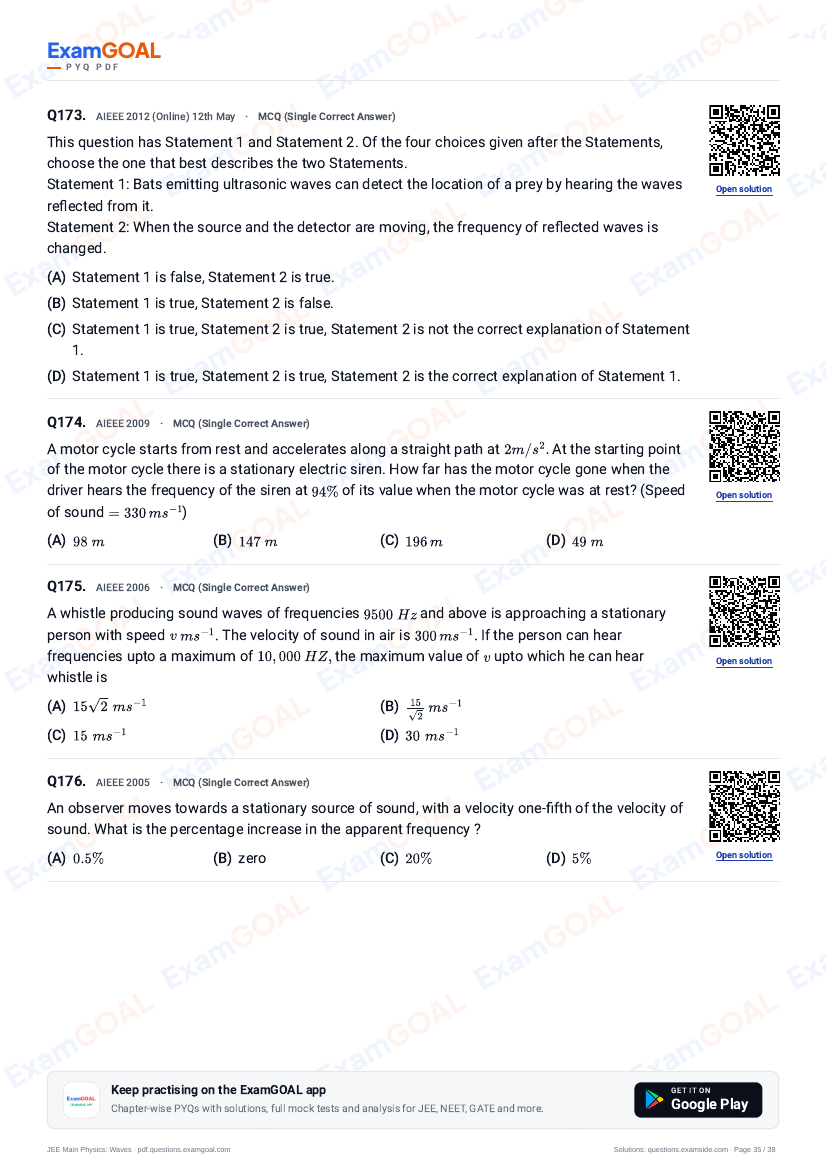 ExamGOAL
PYQ PDF
Q173. AIEEE 2012 (Online) 12th May · MCQ (Single Correct Answer)
This question has Statement 1 and Statement 2. Of the four choices given after the Statements,
choose the one that best describes the two Statements.
Statement 1: Bats emitting ultrasonic waves can detect the location of a prey by hearing the waves
reflected from it.
Statement 2: When the source and the detector are moving, the frequency of reflected waves is
changed.
Open solution
(A) Statement 1 is false, Statement 2 is true.
(B) Statement 1 is true, Statement 2 is false.
(C) Statement 1 is true, Statement 2 is true, Statement 2 is not the correct explanation of Statement
1.
(D) Statement 1 is true, Statement 2 is true, Statement 2 is the correct explanation of Statement 1.
Q174. AIEEE 2009 · MCQ (Single Correct Answer)
A motor cycle starts from rest and accelerates along a straight path at $2m/s^2$. At the starting point
of the motor cycle there is a stationary electric siren. How far has the motor cycle gone when the
driver hears the frequency of the siren at $94\%$ of its value when the motor cycle was at rest? (Speed
of sound $= 330\,ms^{-1}$)
Open solution
(A) $98\ m$ (B) $147\ m$ (C) $196\,m$ (D) $49\ m$
Q175. AIEEE 2006 · MCQ (Single Correct Answer)
A whistle producing sound waves of frequencies $9500\ Hz$ and above is approaching a stationary
person with speed $v\,ms^{-1}$. The velocity of sound in air is $300\,ms^{-1}$. If the person can hear
frequencies upto a maximum of $10,000\ HZ$, the maximum value of $v$ upto which he can hear
whistle is
Open solution
(A) $15\sqrt{2}\ ms^{-1}$ (B) $\frac{15}{\sqrt{2}}\ ms^{-1}$
(C) $15\ ms^{-1}$ (D) $30\ ms^{-1}$
Q176. AIEEE 2005 · MCQ (Single Correct Answer)
An observer moves towards a stationary source of sound, with a velocity one-fifth of the velocity of
sound. What is the percentage increase in the apparent frequency ?
Open solution
(A) $0.5\%$ (B) zero (C) $20\%$ (D) $5\%$
Keep practising on the ExamGOAL app
Chapter-wise PYQs with solutions, full mock tests and analysis for JEE, NEET, GATE and more.
GET IT ON
Google Play
JEE Main Physics: Waves · pdf.questions.examgoal.com
Solutions: questions.examside.com · Page 35 / 38